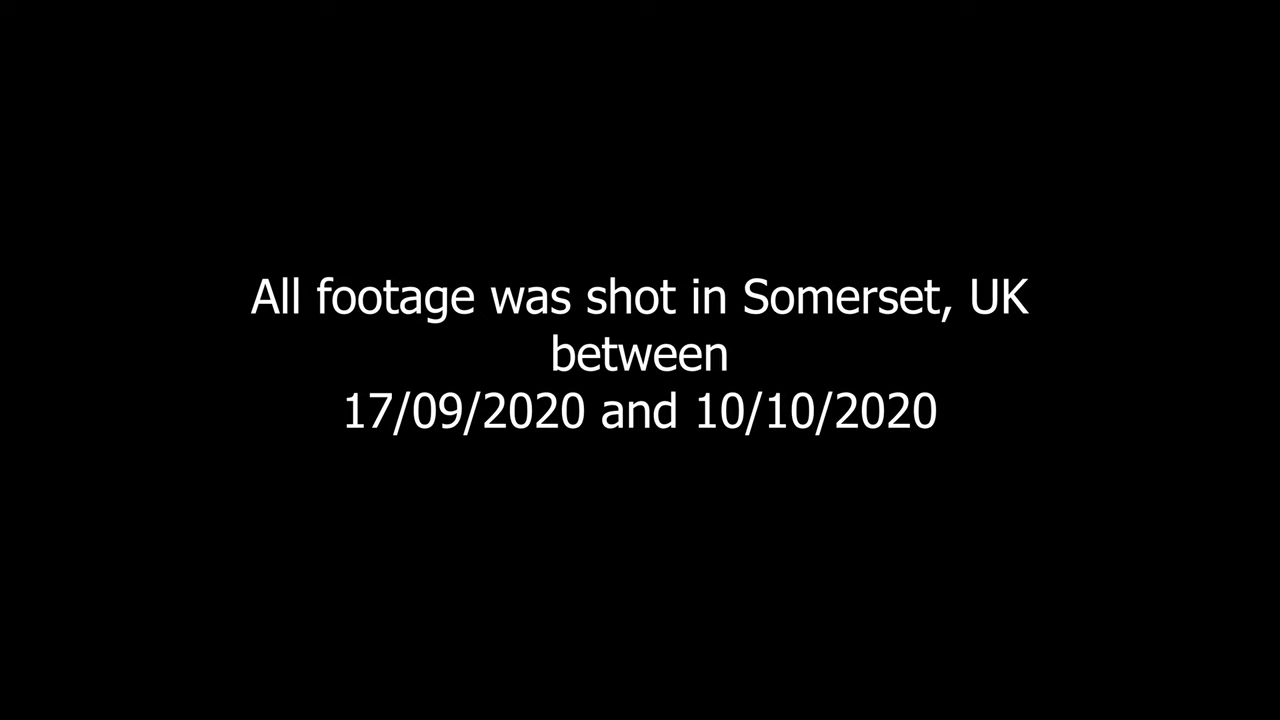 All footage was shot in Somerset, UK
between
17/09/2020 and 10/10/2020